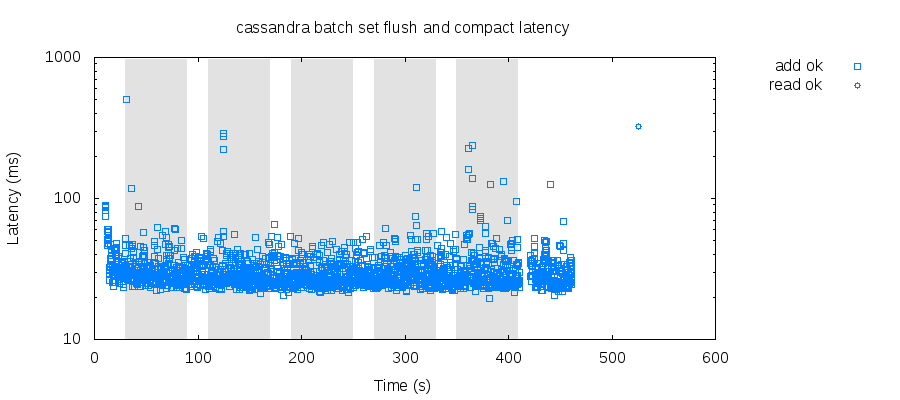 cassandra batch set flush and compact latency
add ok
read ok
Latency (ms)
1000
100
10
0 100 200 300 400 500 600
Time (s)